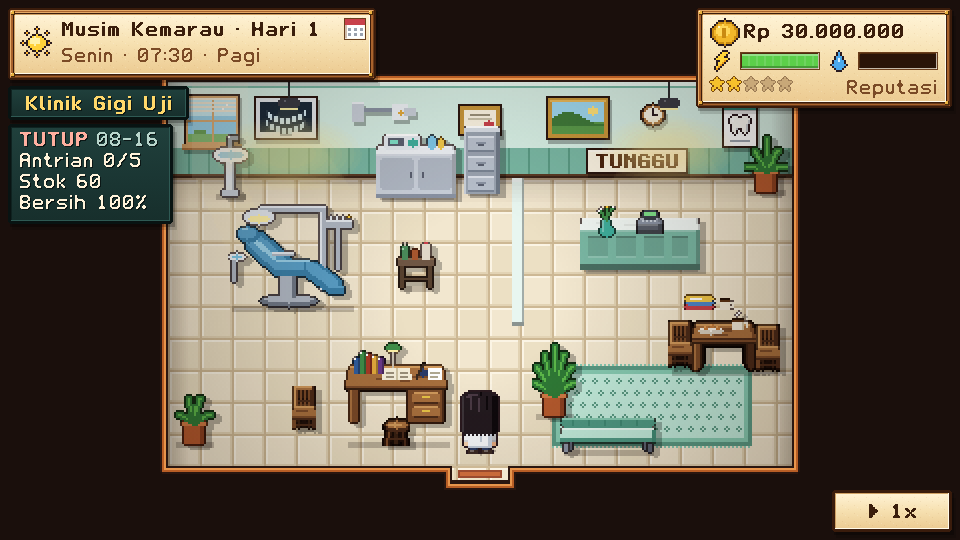 Musim Kemarau · Hari 1
Senin · 07:30 · Pagi
Rp 30.000.000
Reputasi
Klinik Gigi Uji
TUTUP 08-16
Antrian 0/5
Stok 60
Bersih 100%
TUNGGU
1x